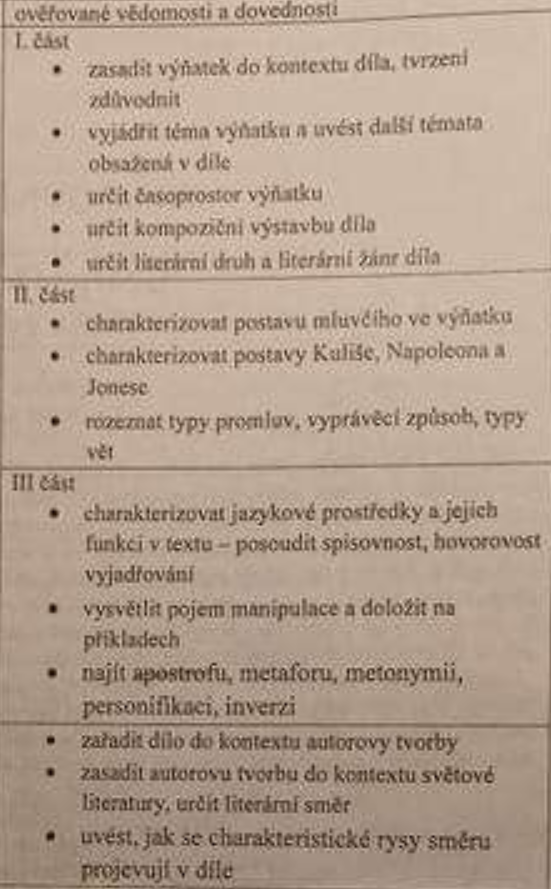 ověřované vědomosti a dovednosti
I. část
• zasadit výňatek do kontextu díla, tvrzení
zdůvodnit
• vyjádřit téma výňatku a uvést další témata
obsažená v díle
• určit časoprostor výňatku
• určit kompoziční výstavbu díla
• určit literární druh a literární žánr díla
II. část
• charakterizovat postavu mluvčího ve výňatku
• charakterizovat postavy Kuliše, Napoleona a
Jonese
• rozeznat typy promluv, vyprávěcí způsob, typy
vět
III část
• charakterizovat jazykové prostředky a jejich
funkci v textu – posoudit spisovnost, hovorovost
vyjadřování
• vysvětlit pojem manipulace a doložit na
příkladech
• najít apostrofu, metaforu, metonymii,
personifikaci, inverzi
• zařadit dílo do kontextu autorovy tvorby
• zasadit autorovu tvorbu do kontextu světové
literatury, určit literární směr
• uvést, jak se charakteristické rysy směru
projevují v díle